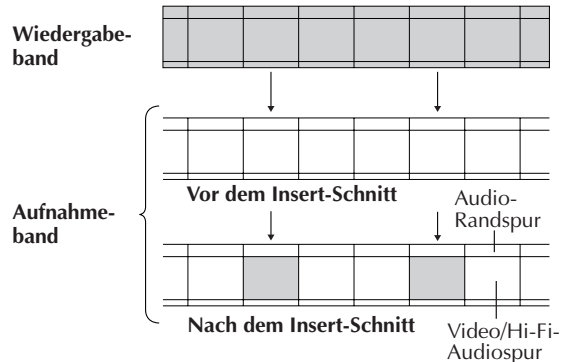 Wiedergabe-
band
Vor dem Insert-Schnitt
Aufnahme-
band
Audio-
Randspur
Nach dem Insert-Schnitt
Video/Hi-Fi-
Audiospur